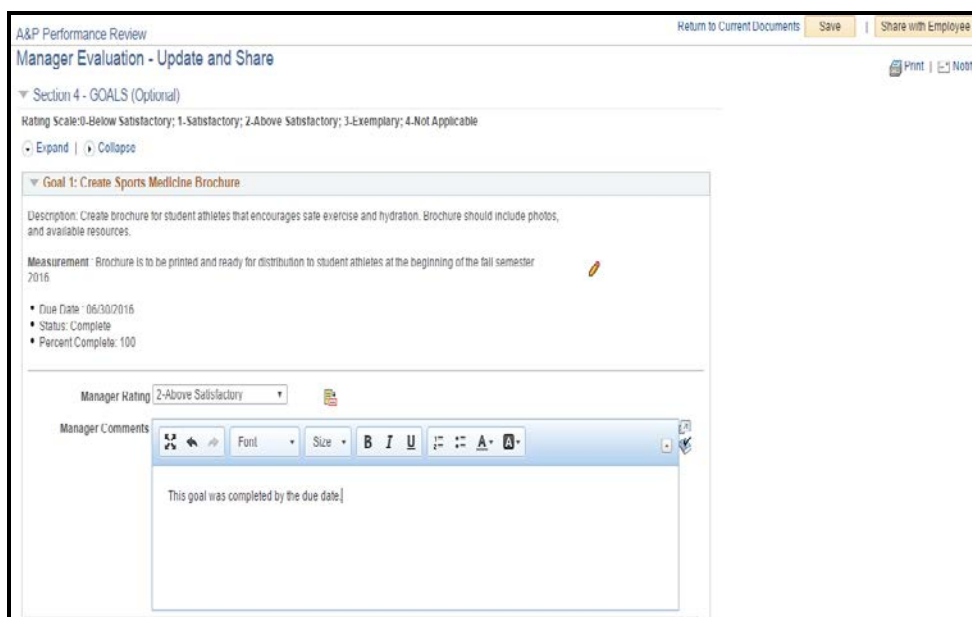 A&P Performance Review
Return to Current Documents Save | Share with Employee
Manager Evaluation - Update and Share
Print | Notif
Section 4 - GOALS (Optional)
Rating Scale:0-Below Satisfactory; 1-Satisfactory; 2-Above Satisfactory; 3-Exemplary; 4-Not Applicable
Expand | Collapse
Goal 1: Create Sports Medicine Brochure
Description: Create brochure for student athletes that encourages safe exercise and hydration. Brochure should include photos,
and available resources.
Measurement : Brochure is to be printed and ready for distribution to student athletes at the beginning of the fall semester
2016.
• Due Date : 06/30/2016
• Status: Complete
• Percent Complete: 100
Manager Rating 2-Above Satisfactory
Manager Comments
Font Size B I U A A
This goal was completed by the due date.